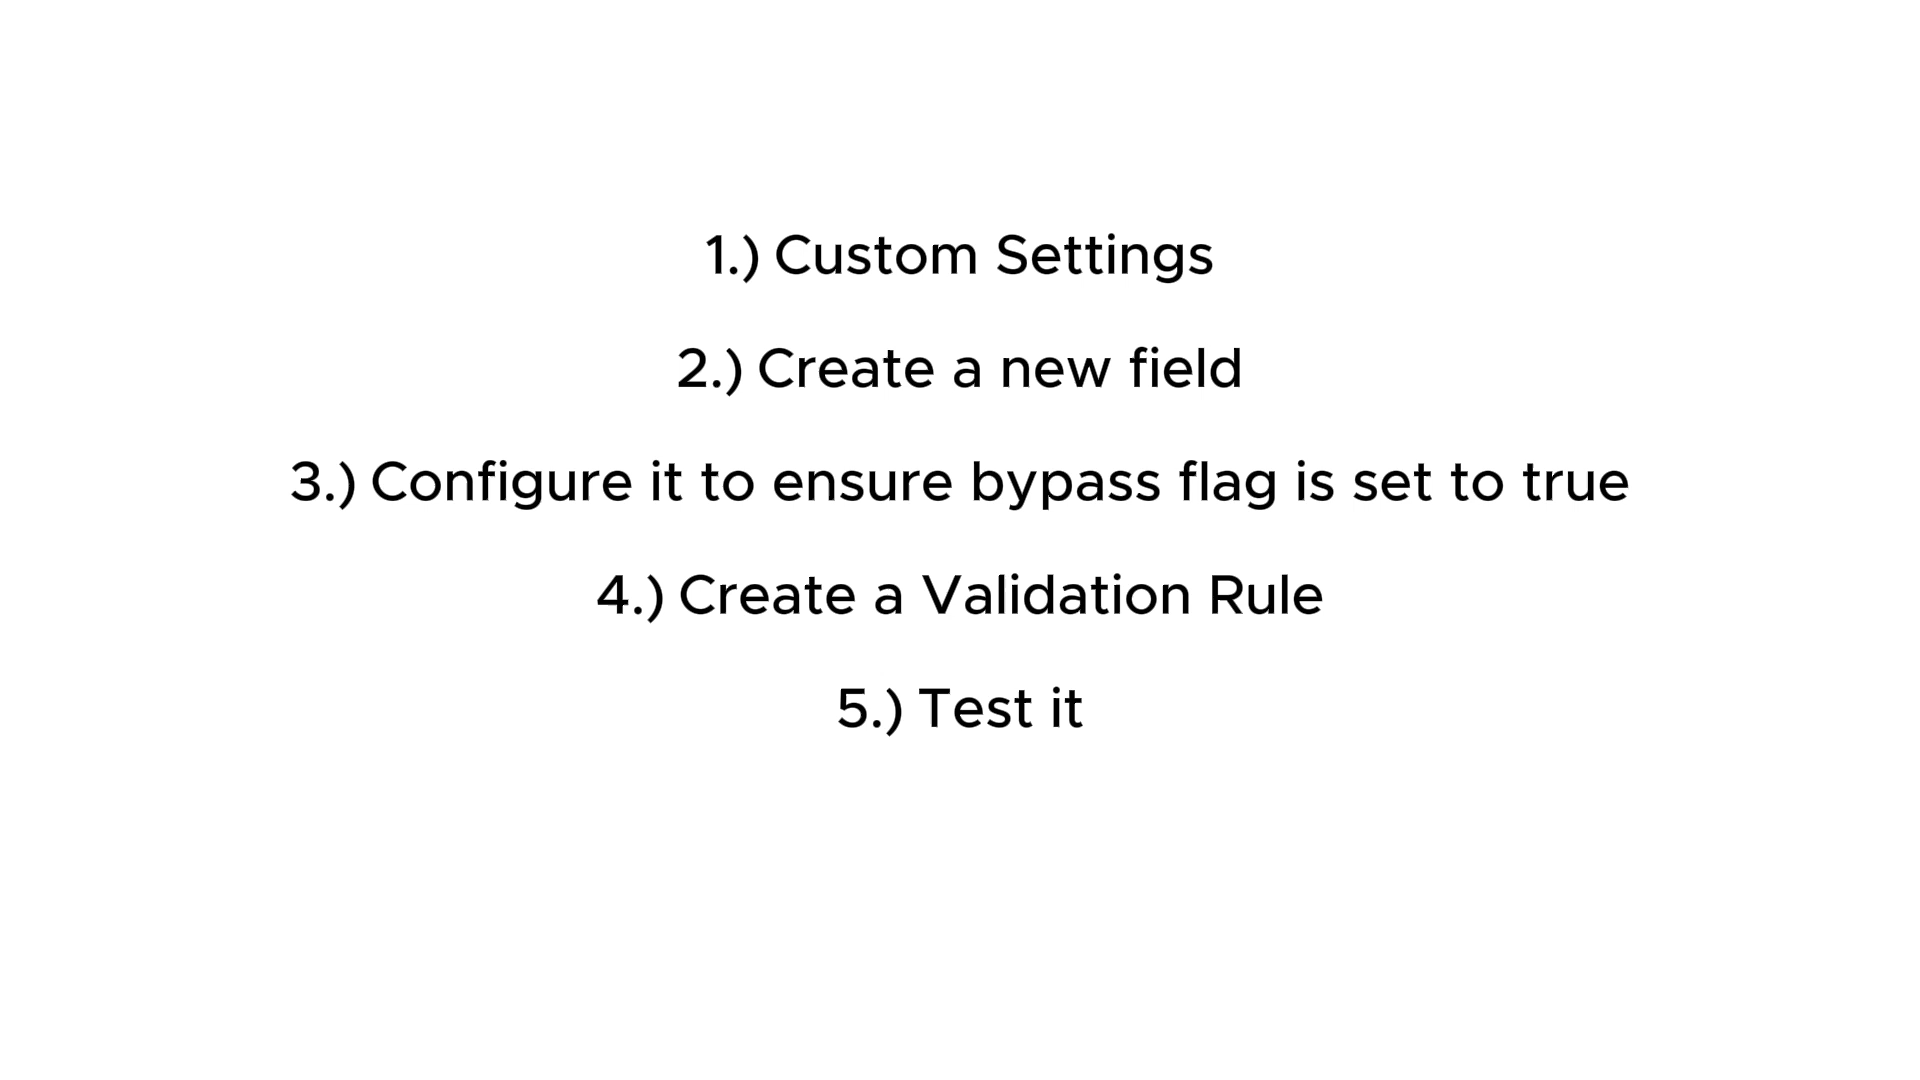 1.) Custom Settings
2.) Create a new field
3.) Configure it to ensure bypass flag is set to true
4.) Create a Validation Rule
5.) Test it